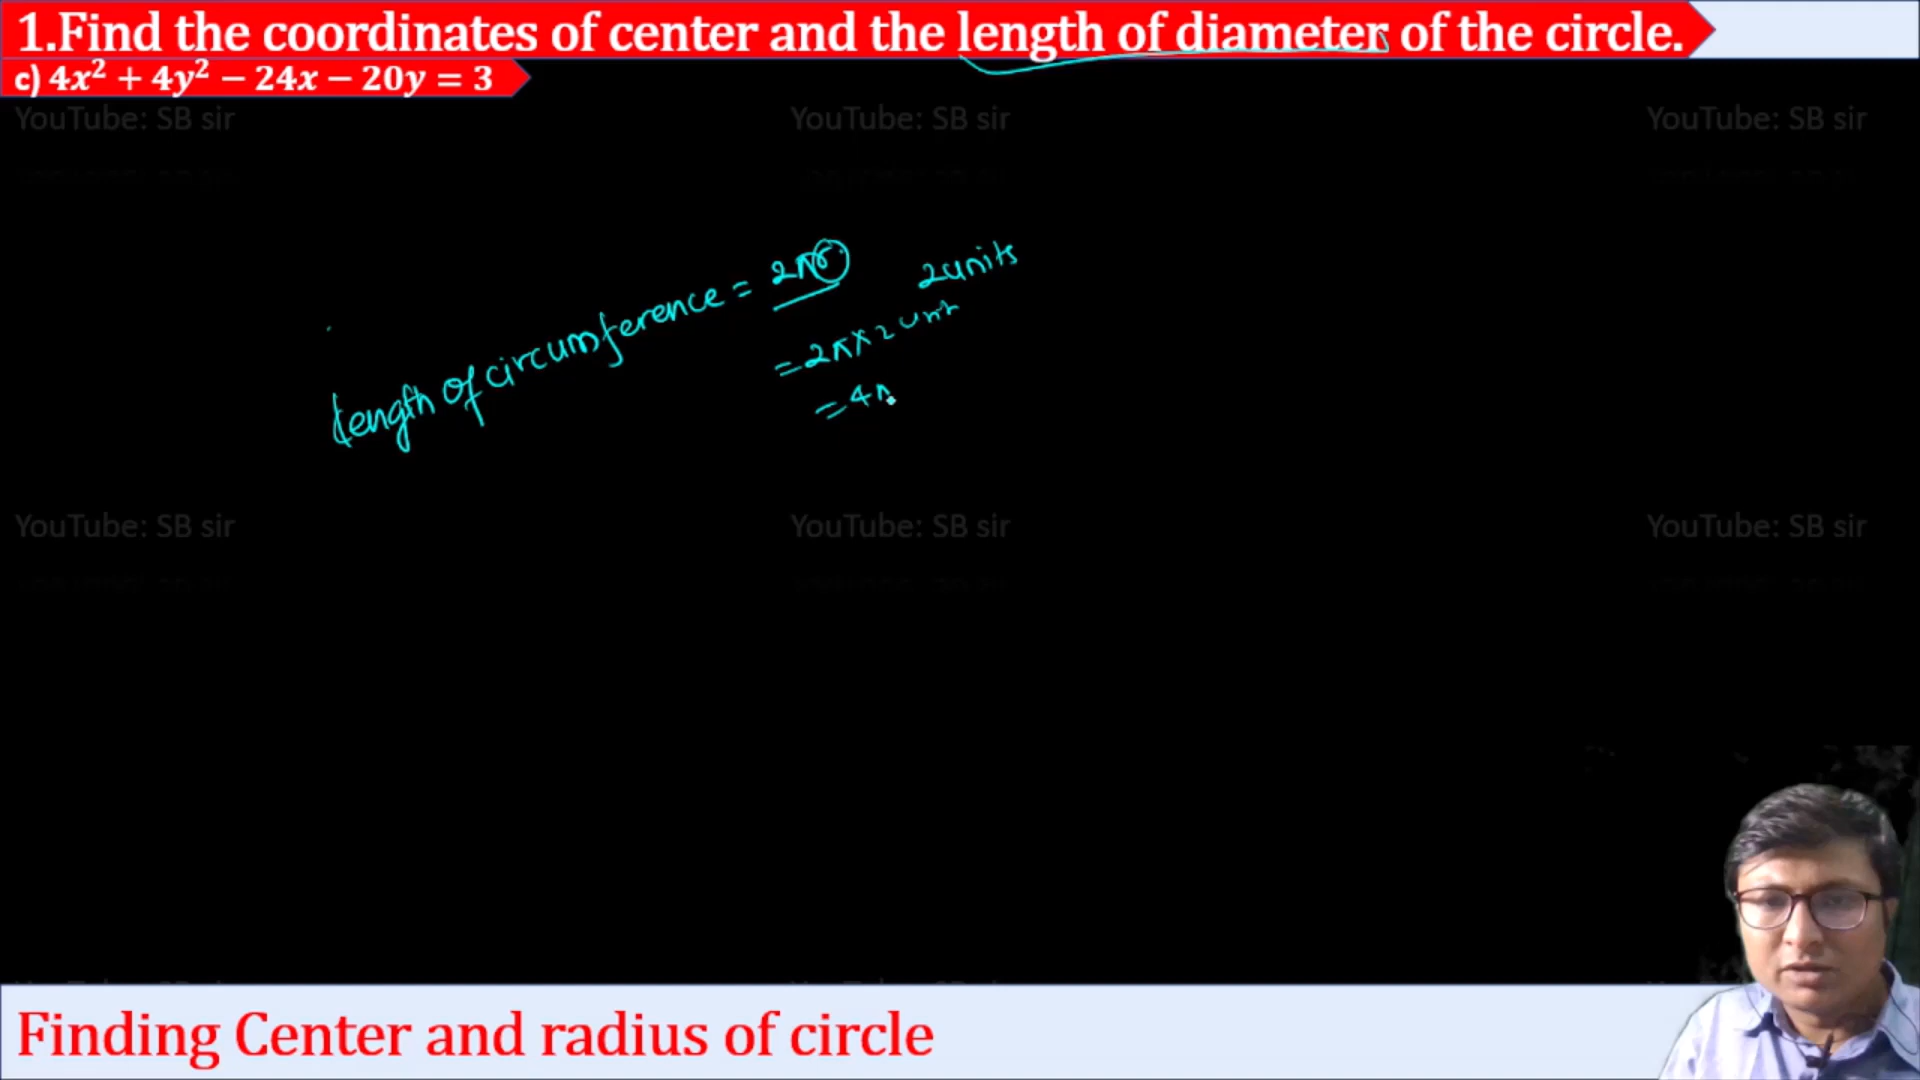 1.Find the coordinates of center and the length of diameter of the circle.
c) 4x² + 4y² − 24x − 20y = 3
YouTube: SB sir YouTube: SB sir YouTube: SB sir
length of circumference = 2πr 2units
= 2π×2 unit
= 4π
YouTube: SB sir YouTube: SB sir YouTube: SB sir
Finding Center and radius of circle